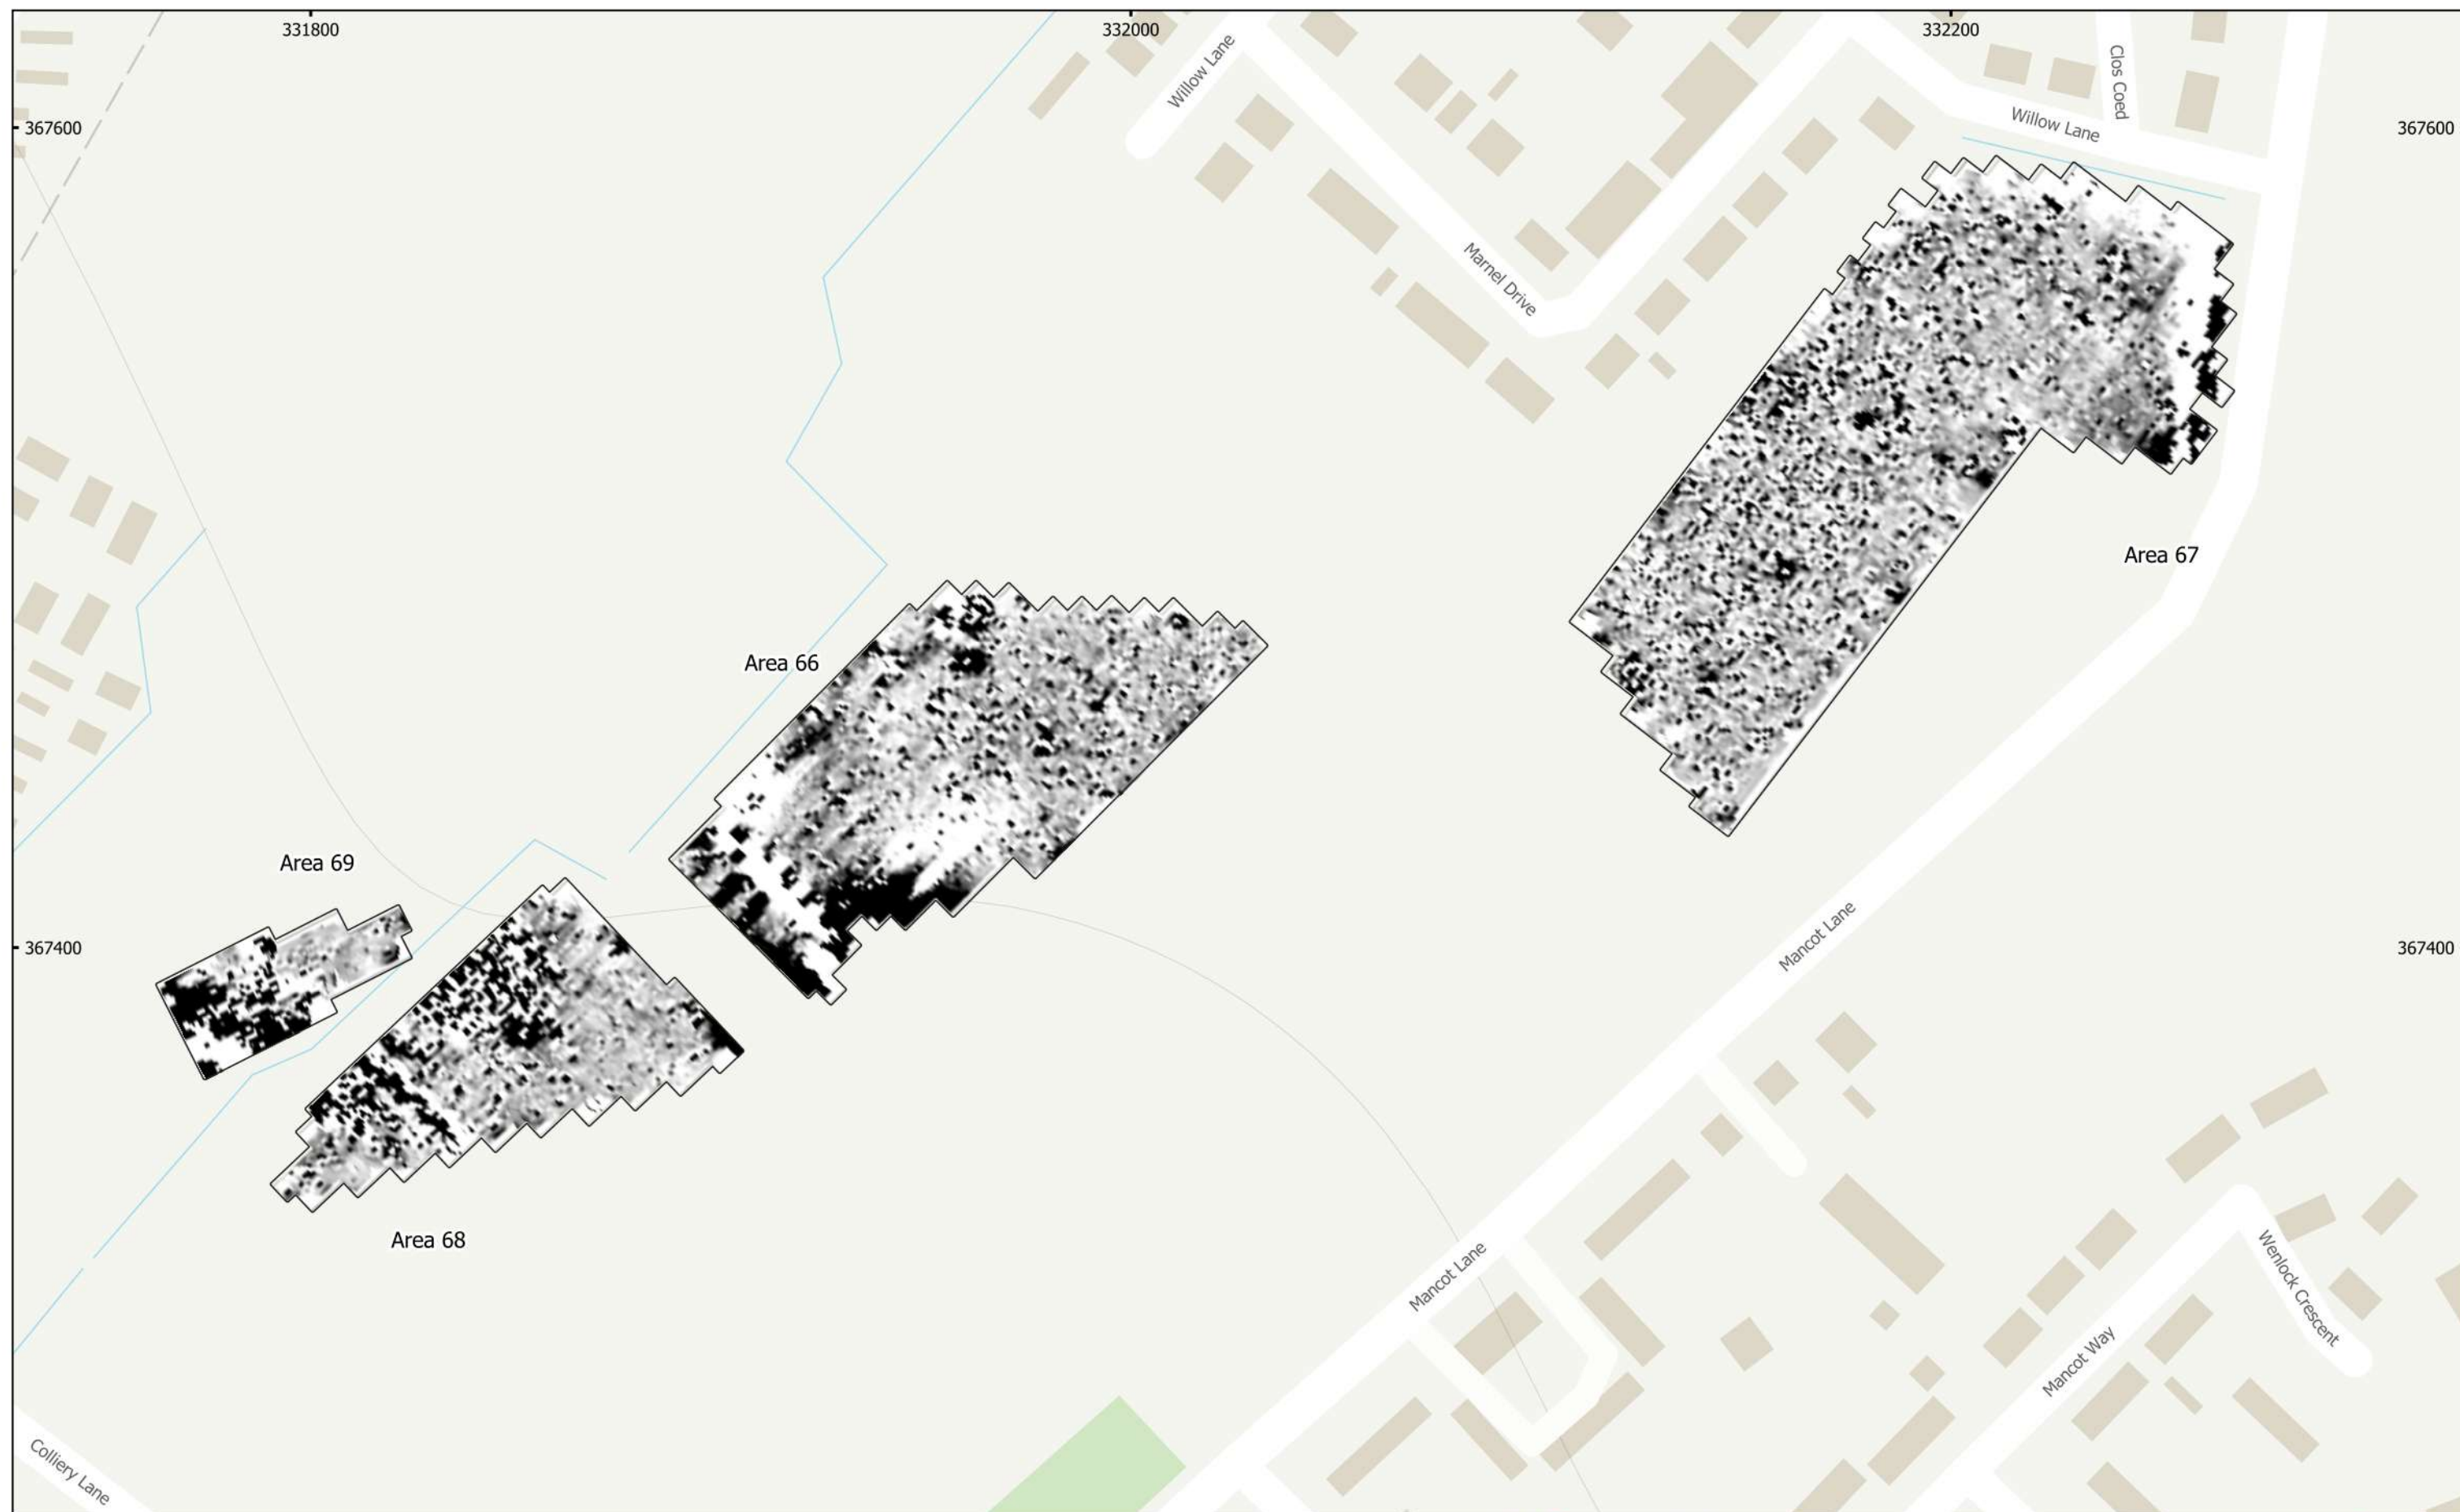 331800
332000
332200
Willow Lane
Clos Coed
367600
Willow Lane
367600
Marnel Drive
Area 67
Area 66
Area 69
367400
Mancot Lane
367400
Area 68
Mancot Lane
Wenlock Crescent
Mancot Way
Colliery Lane